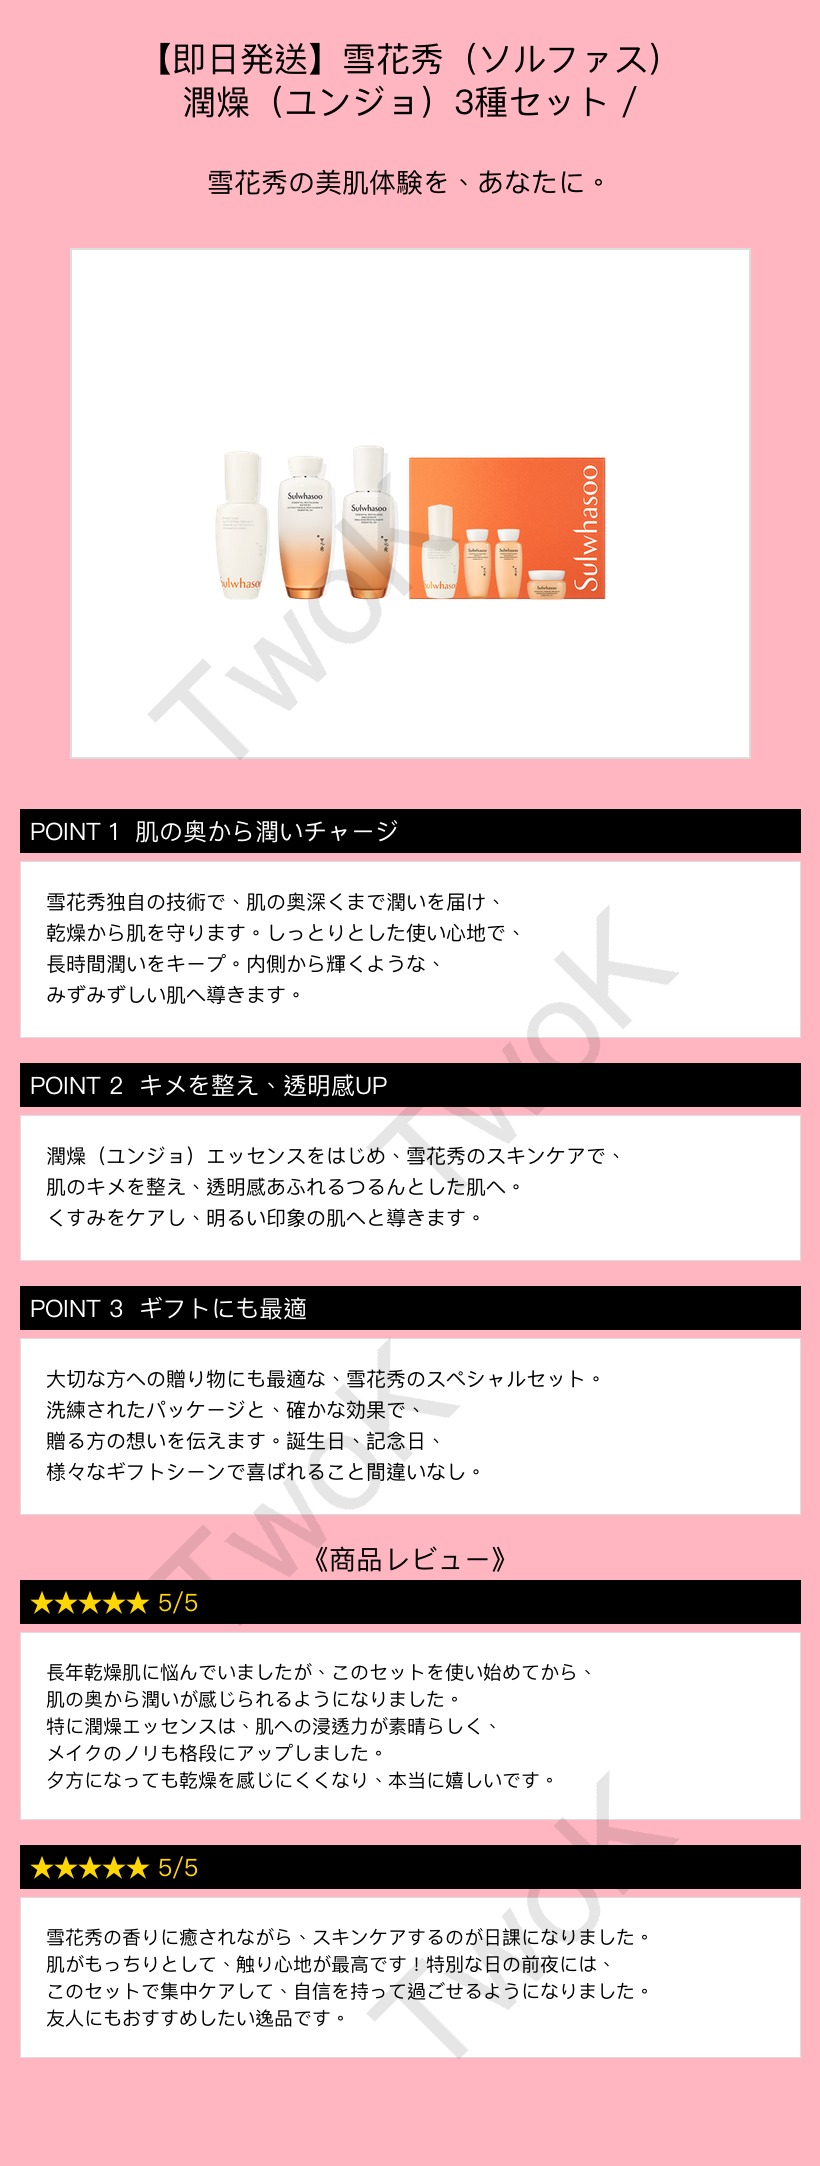 【即日発送】雪花秀（ソルファス）
潤燥（ユンジョ）3種セット /
雪花秀の美肌体験を、あなたに。
Sulwhasoo
Sulwhasoo
Sulwhasoo
Sulwhasoo
TwoK
POINT 1 肌の奥から潤いチャージ
雪花秀独自の技術で、肌の奥深くまで潤いを届け、
乾燥から肌を守ります。しっとりとした使い心地で、
長時間潤いをキープ。内側から輝くような、
みずみずしい肌へ導きます。
TwoK
POINT 2 キメを整え、透明感UP
潤燥（ユンジョ）エッセンスをはじめ、雪花秀のスキンケアで、
肌のキメを整え、透明感あふれるつるんとした肌へ。
くすみをケアし、明るい印象の肌へと導きます。
POINT 3 ギフトにも最適
大切な方への贈り物にも最適な、雪花秀のスペシャルセット。
洗練されたパッケージと、確かな効果で、
贈る方の想いを伝えます。誕生日、記念日、
様々なギフトシーンで喜ばれること間違いなし。
TwoK
《商品レビュー》
★★★★★ 5/5
長年乾燥肌に悩んでいましたが、このセットを使い始めてから、
肌の奥から潤いが感じられるようになりました。
特に潤燥エッセンスは、肌への浸透力が素晴らしく、
メイクのノリも格段にアップしました。
夕方になっても乾燥を感じにくくなり、本当に嬉しいです。
★★★★★ 5/5
雪花秀の香りに癒されながら、スキンケアするのが日課になりました。
肌がもっちりとして、触り心地が最高です！特別な日の前夜には、
このセットで集中ケアして、自信を持って過ごせるようになりました。
友人にもおすすめしたい逸品です。
TwoK